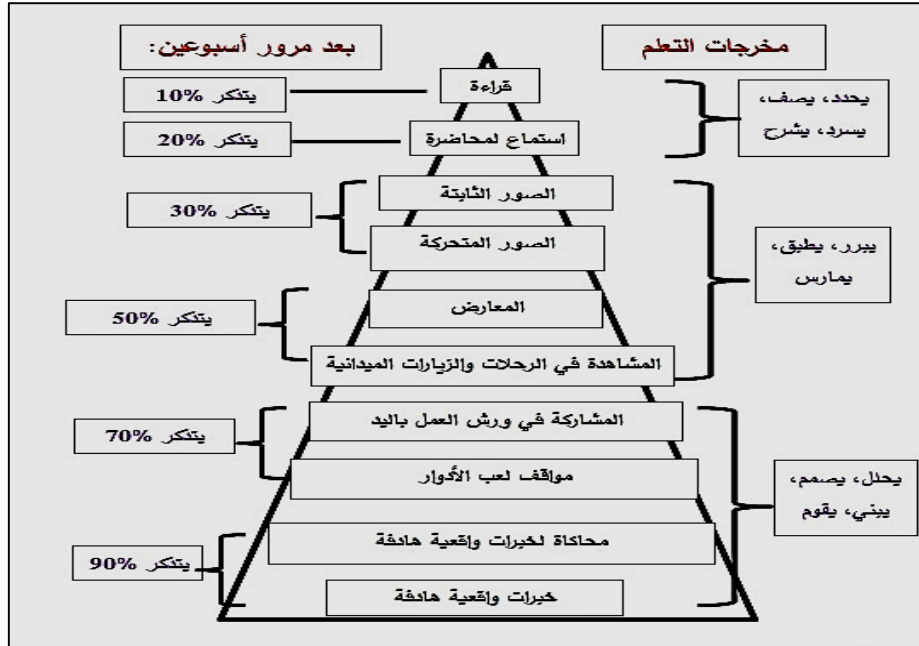 مخرجات التعلم
بعد مرور أسبوعين:
يحدد، يصف،
يسرد، يشرح
قراءة
يتذكر 10%
استماع لمحاضرة
يتذكر 20%
يبرر، يطبق،
يمارس
الصور الثابتة
الصور المتحركة
يتذكر 30%
المعارض
المشاهدة في الرحلات والزيارات الميدانية
يتذكر 50%
يحلل، يصمم،
يبني، يقوم
المشاركة في ورش العمل باليد
مواقف لعب الأدوار
يتذكر 70%
محاكاة لخبرات واقعية هادفة
خبرات واقعية هادفة
يتذكر 90%